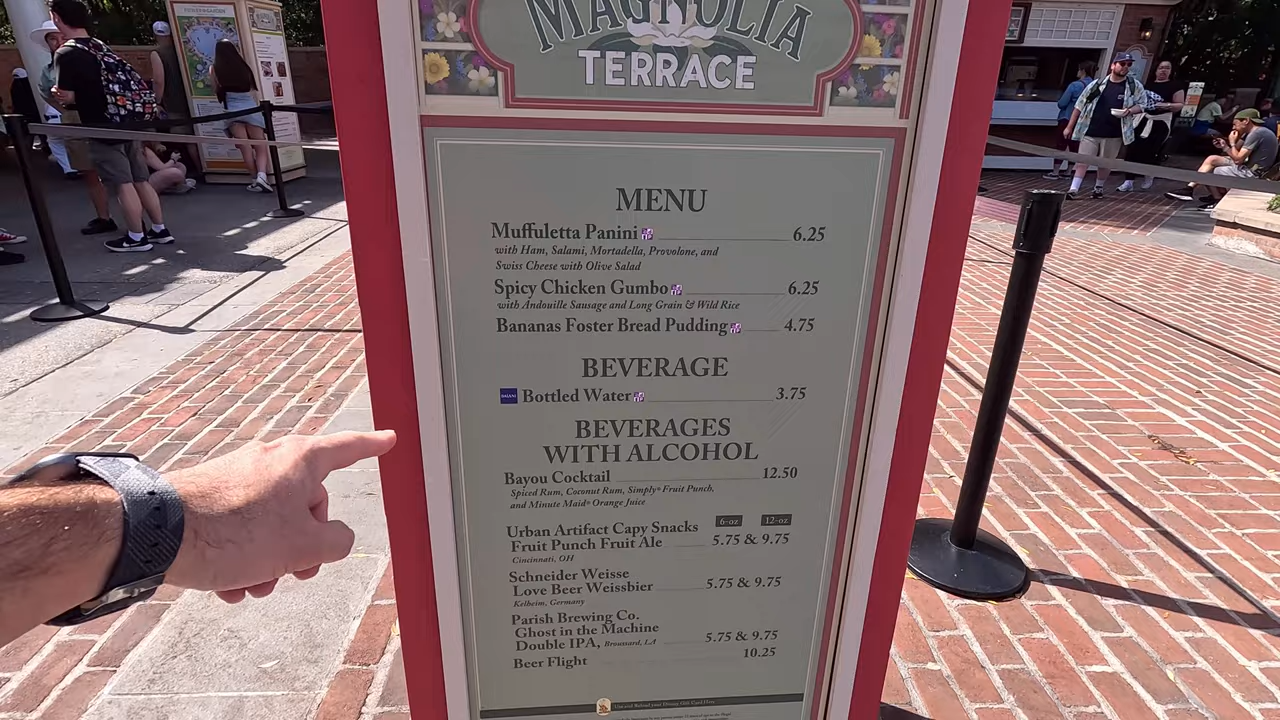 MAGNOLIA
TERRACE
MENU
Muffuletta Panini 6.25
with Ham, Salami, Mortadella, Provolone, and
Swiss Cheese with Olive Salad
Spicy Chicken Gumbo 6.25
with Andouille Sausage and Long Grain & Wild Rice
Bananas Foster Bread Pudding 4.75
BEVERAGE
Bottled Water 3.75
BEVERAGES
WITH ALCOHOL
Bayou Cocktail 12.50
Spiced Rum, Coconut Rum, Simply® Fruit Punch,
and Minute Maid® Orange Juice
6-oz 12-oz
Urban Artifact Capy Snacks
Fruit Punch Fruit Ale 5.75 & 9.75
Cincinnati, OH
Schneider Weisse
Love Beer Weissbier 5.75 & 9.75
Kelheim, Germany
Parish Brewing Co.
Ghost in the Machine
Double IPA, Broussard, LA 5.75 & 9.75
Beer Flight 10.25